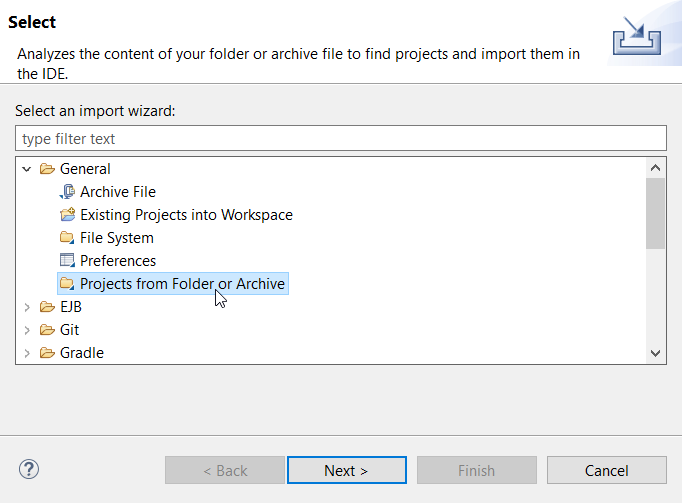 Select
Analyzes the content of your folder or archive file to find projects and import them in
the IDE.
Select an import wizard:
type filter text
General
Archive File
Existing Projects into Workspace
File System
Preferences
Projects from Folder or Archive
EJB
Git
Gradle
?
< Back
Next >
Finish
Cancel